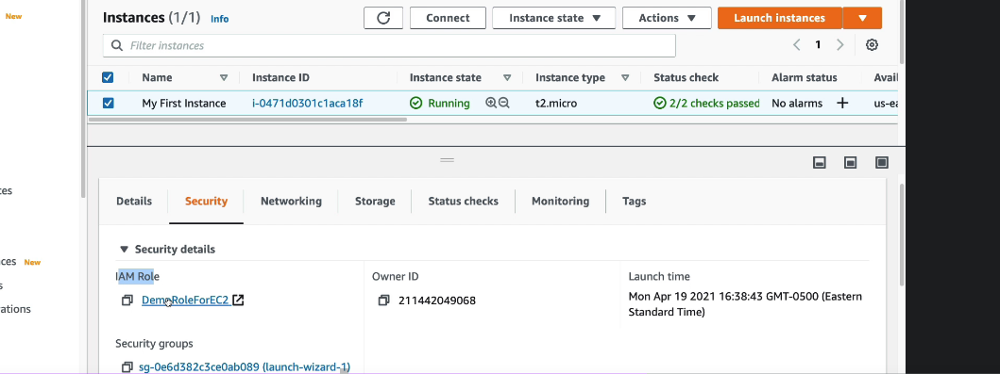 New
Instances (1/1) Info
Connect
Instance state
Actions
Launch instances
Filter instances
1
Name
Instance ID
Instance state
Instance type
Status check
Alarm status
Avail
My First Instance
i-0471d0301c1aca18f
Running
t2.micro
2/2 checks passed
No alarms
us-ea
ces
ces New
s
rations
Details
Security
Networking
Storage
Status checks
Monitoring
Tags
Security details
IAM Role
DemoRoleForEC2
Owner ID
211442049068
Launch time
Mon Apr 19 2021 16:38:43 GMT-0500 (Eastern
Standard Time)
Security groups
sg-0e6d382c3ce0ab089 (launch-wizard-1)